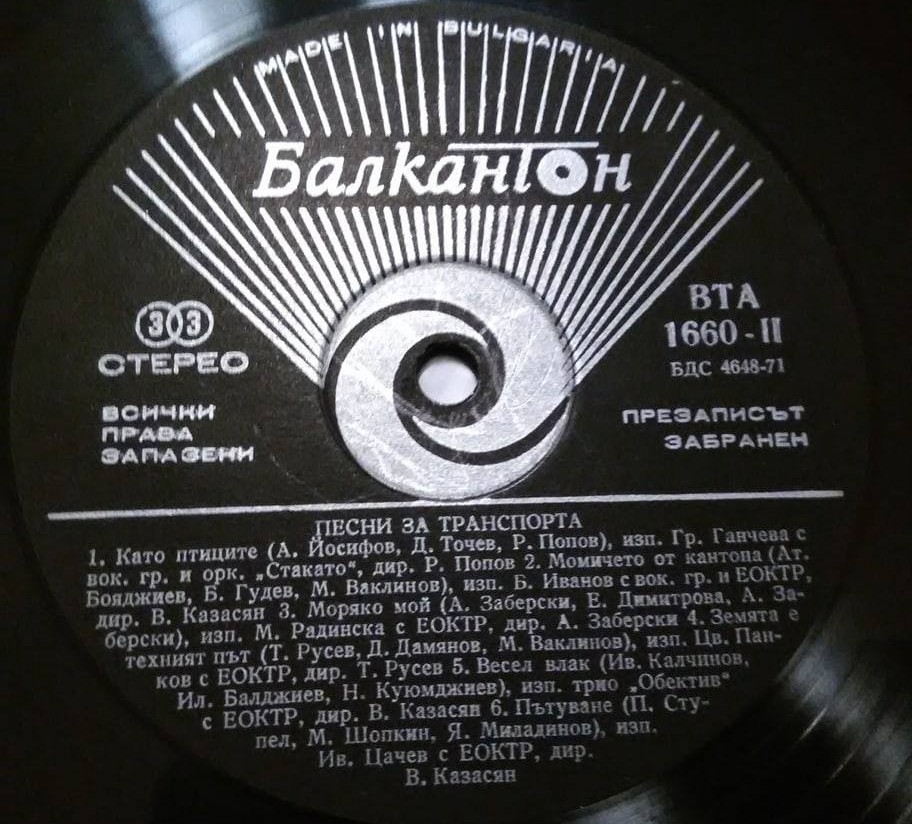 MADE IN BULGARIA
Балкантон
33
СТЕРЕО
ВСИЧКИ
ПРАВА
ЗАПАЗЕНИ
ВТА
1660 - II
БДС 4648-71
ПРЕЗАПИСЪТ
ЗАБРАНЕН
ПЕСНИ ЗА ТРАНСПОРТА
1. Като птиците (А. Йосифов, Д. Точев, Р. Попов), изп. Гр. Ганчева с
вок. гр. и орк. „Стакато“, дир. Р. Попов 2. Момичето от кантона (Ат.
Бояджиев, Б. Гудев, М. Ваклинов), изп. Б. Иванов с вок. гр. и ЕОКТР,
дир. В. Казасян 3. Моряко мой (А. Заберски, Е. Димитрова, А. За-
берски), изп. М. Радинска с ЕОКТР, дир. А. Заберски 4. Земята е
техният път (Т. Русев, Д. Дамянов, М. Ваклинов), изп. Цв. Пан-
ков с ЕОКТР, дир. Т. Русев 5. Весел влак (Ив. Калчинов,
Ил. Балджиев, Н. Куюмджиев), изп. трио „Обектив“
с ЕОКТР, дир. В. Казасян 6. Пътуване (П. Сту-
пел, М. Шопкин, Я. Миладинов), изп.
Ив. Цачев с ЕОКТР, дир.
В. Казасян